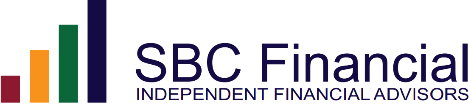 SBC Financial
INDEPENDENT FINANCIAL ADVISORS